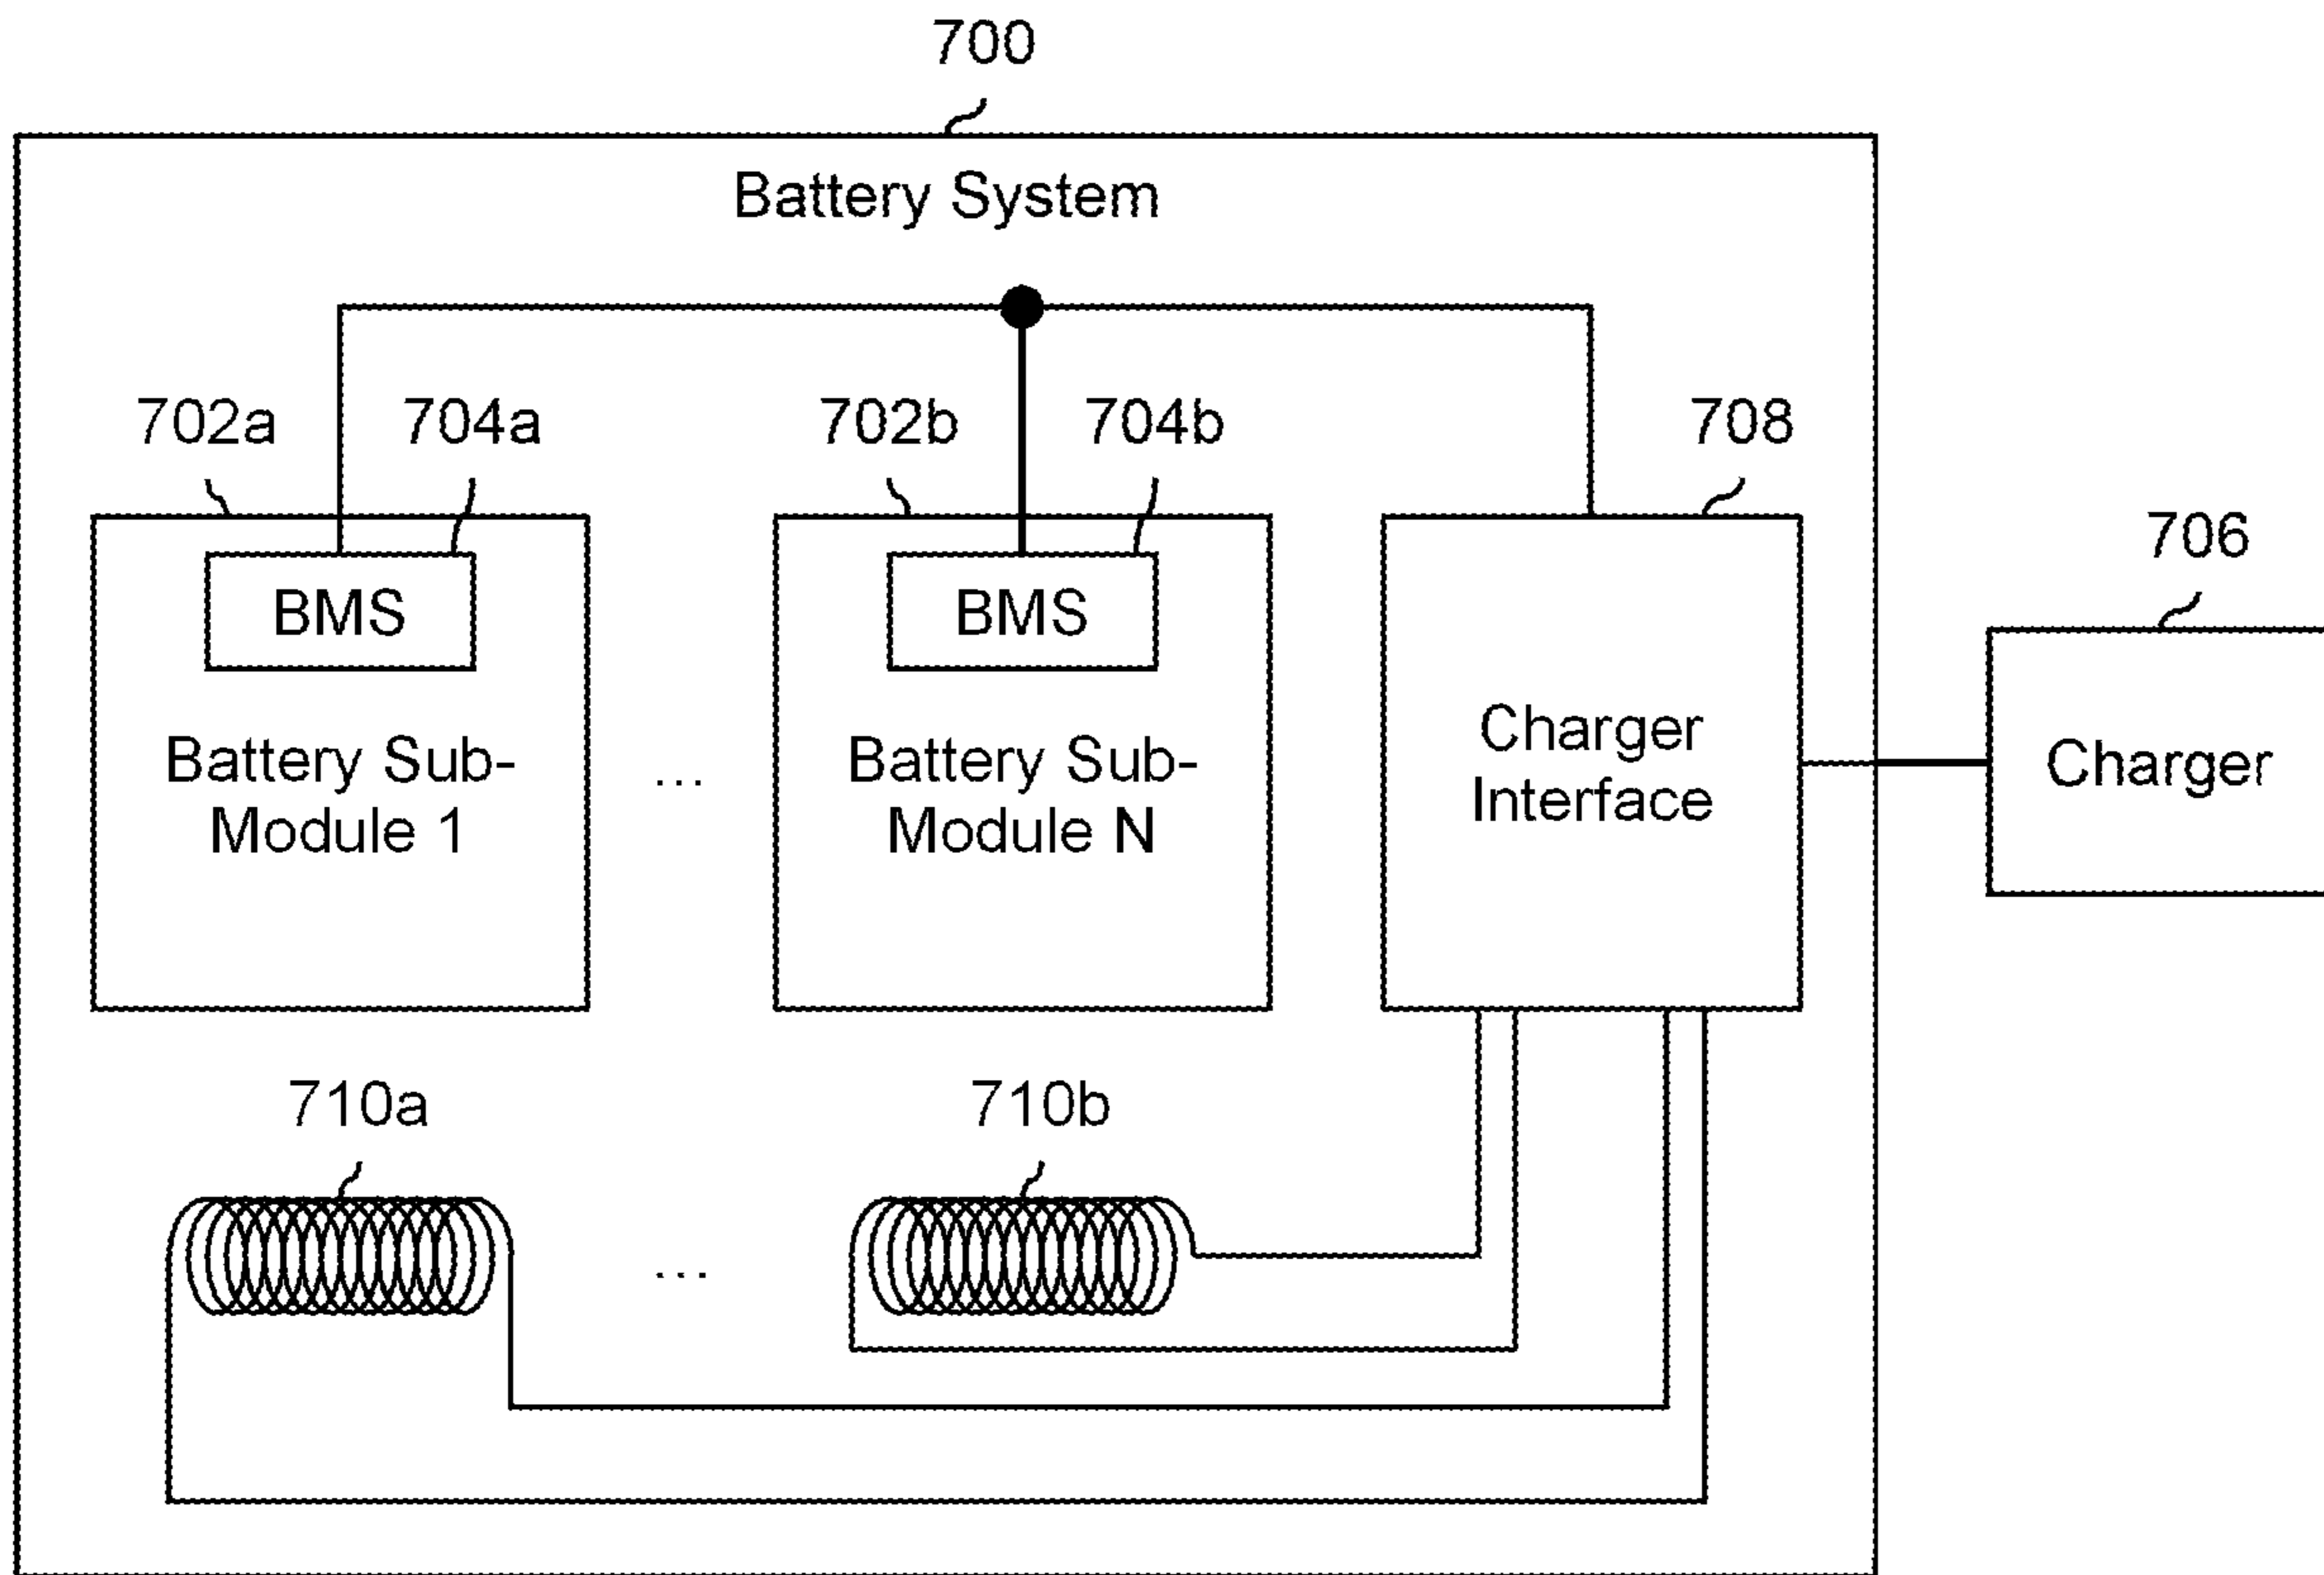 700
Battery System
702a
704a
702b
704b
708
706
BMS
BMS
Battery Sub-
Module 1
...
Battery Sub-
Module N
Charger
Interface
Charger
710a
710b
...